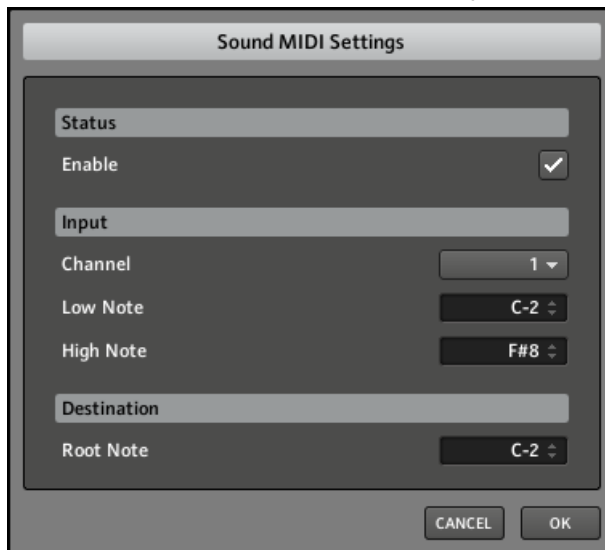 Sound MIDI Settings
Status
Enable
Input
Channel 1
Low Note C-2
High Note F#8
Destination
Root Note C-2
CANCEL OK